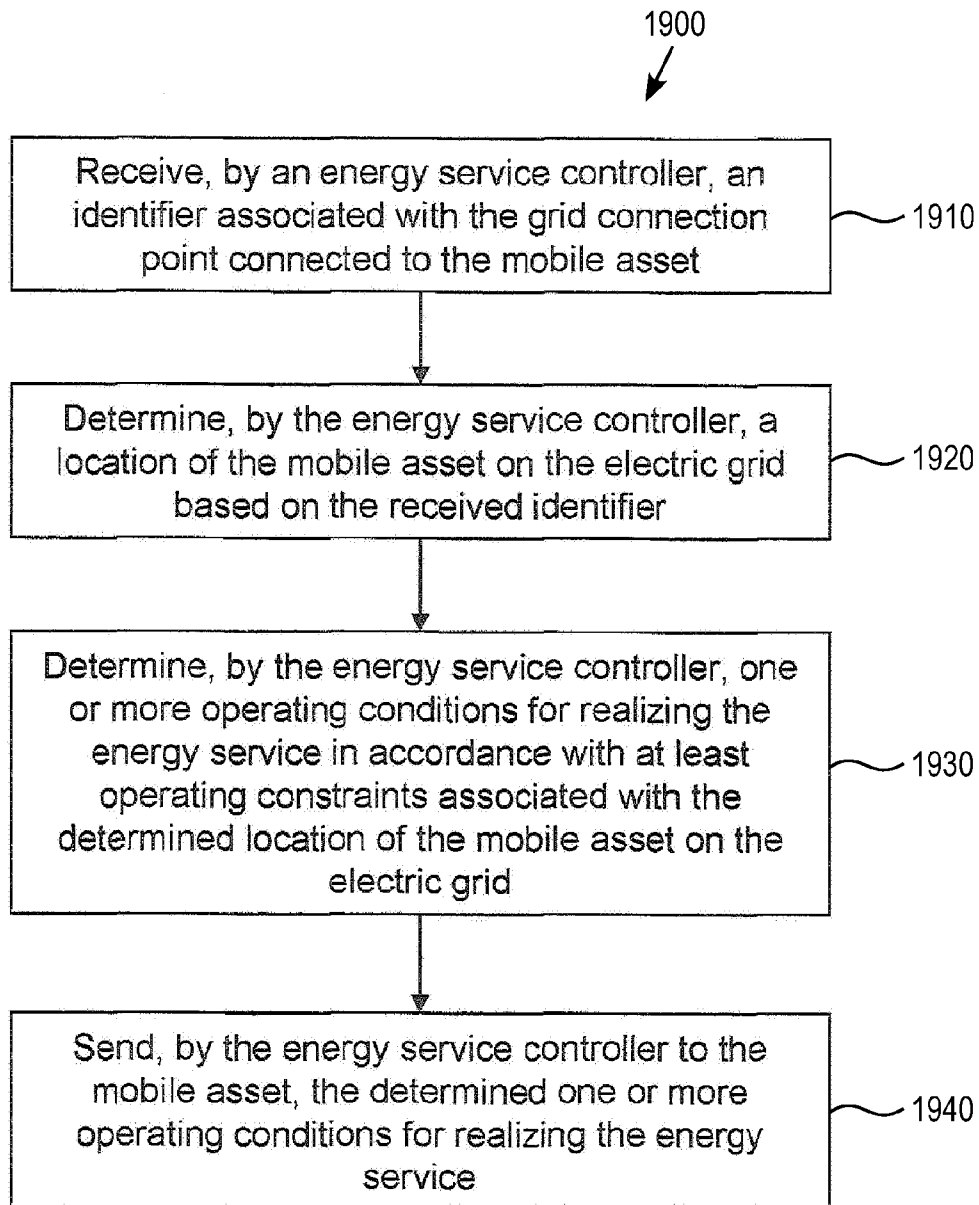 1900
Receive, by an energy service controller, an
identifier associated with the grid connection
point connected to the mobile asset
1910
Determine, by the energy service controller, a
location of the mobile asset on the electric grid
based on the received identifier
1920
Determine, by the energy service controller, one
or more operating conditions for realizing the
energy service in accordance with at least
operating constraints associated with the
determined location of the mobile asset on the
electric grid
1930
Send, by the energy service controller to the
mobile asset, the determined one or more
operating conditions for realizing the energy
service
1940